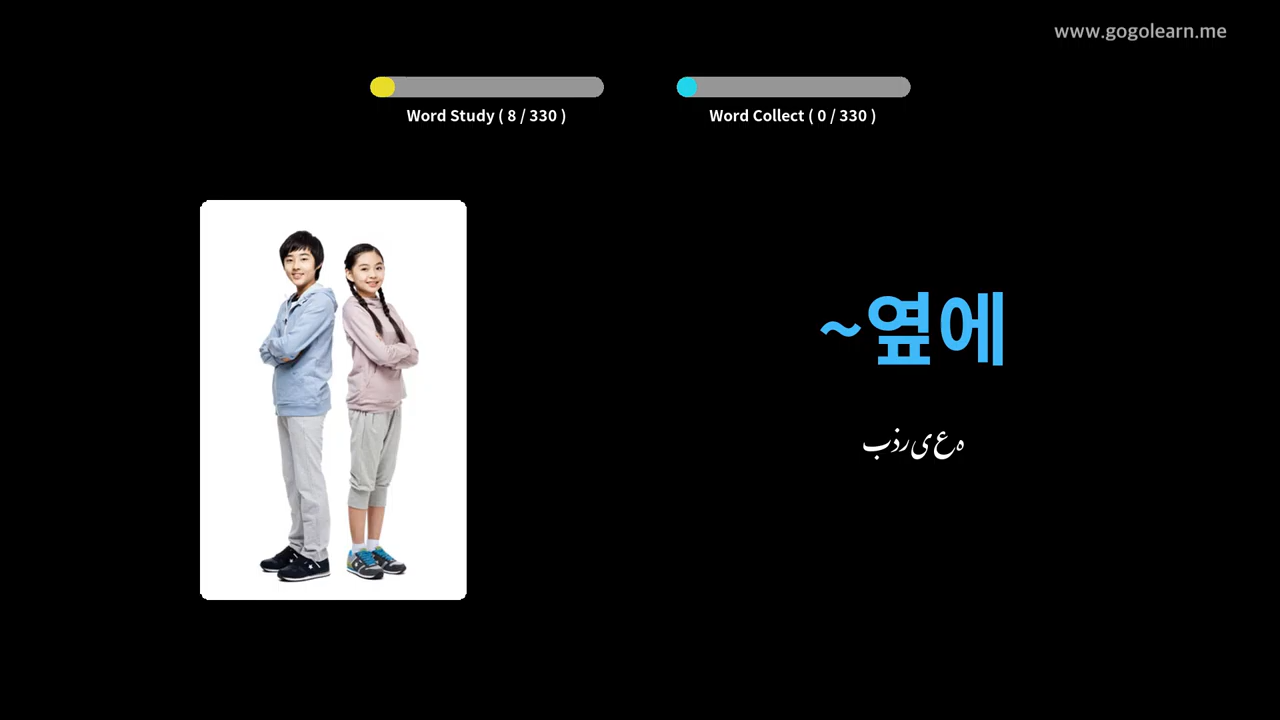 www.gogolearn.me
Word Study ( 8 / 330 )
Word Collect ( 0 / 330 )
~옆에
ہ‌ع‌ی‌ر‌ذ‌ب